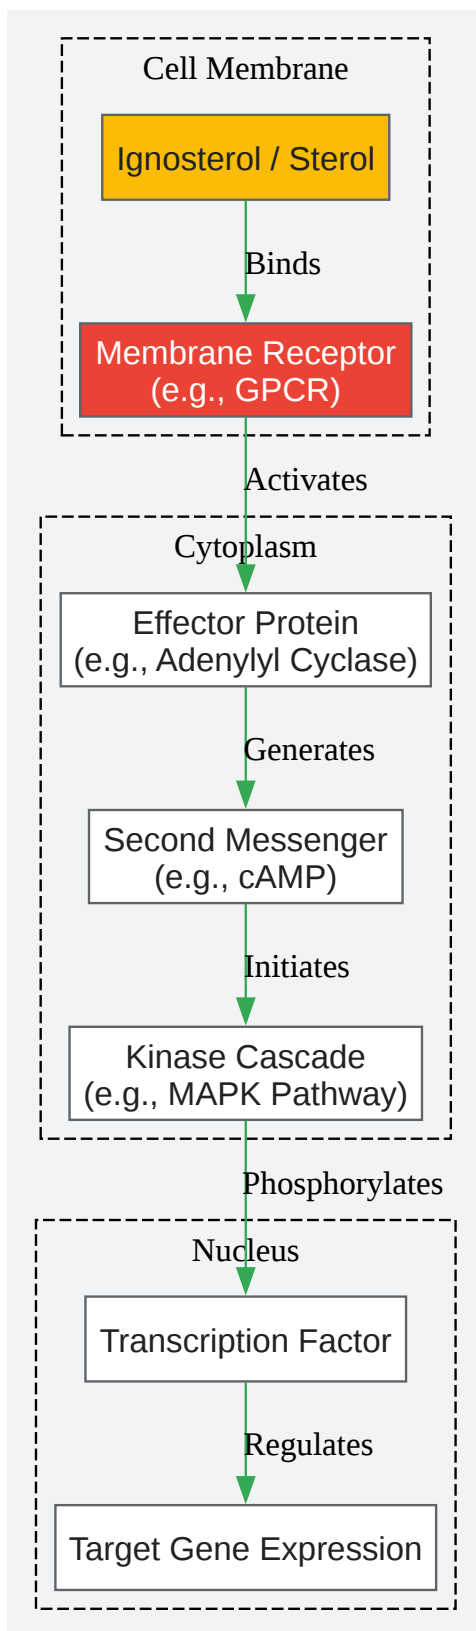 Cell Membrane
Ignosterol / Sterol
Binds
Membrane Receptor
(e.g., GPCR)
Activates
Cytoplasm
Effector Protein
(e.g., Adenylyl Cyclase)
Generates
Second Messenger
(e.g., cAMP)
Initiates
Kinase Cascade
(e.g., MAPK Pathway)
Phosphorylates
Nucleus
Transcription Factor
Regulates
Target Gene Expression